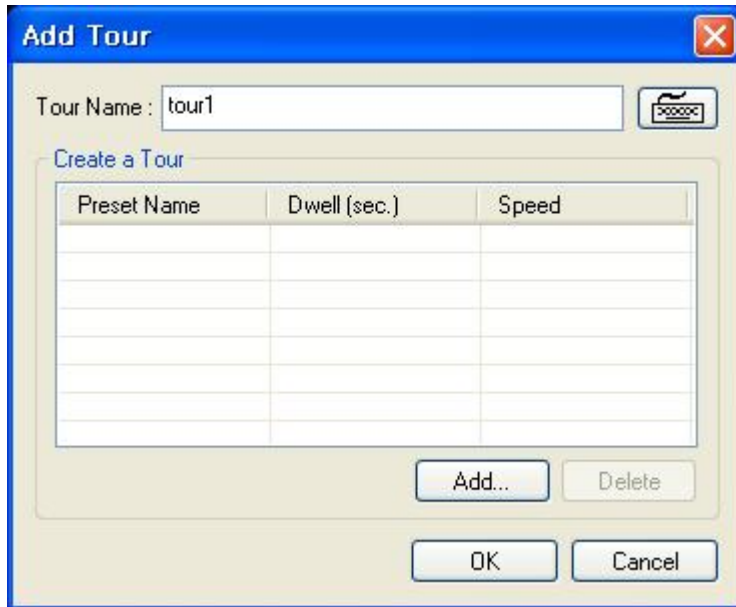 Add Tour
Tour Name : tour1
Create a Tour
Preset Name Dwell (sec.) Speed
Add... Delete
OK Cancel